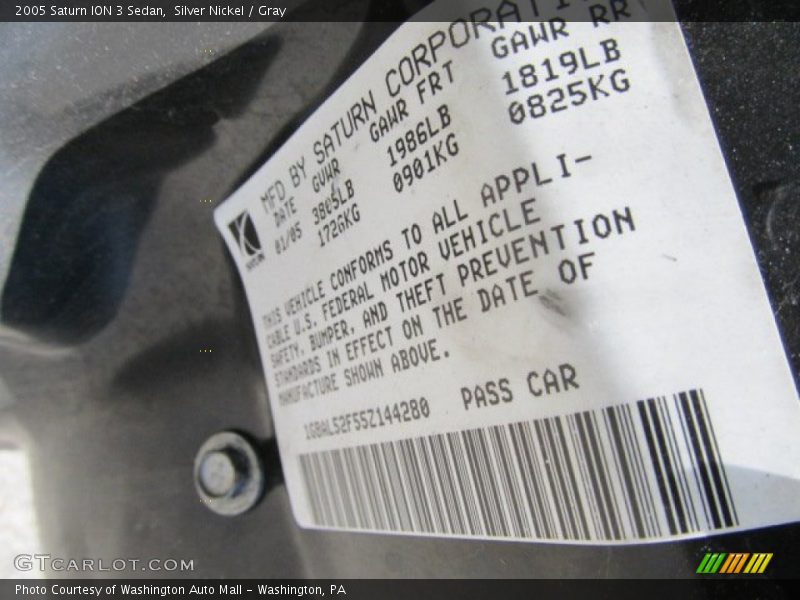 2005 Saturn ION 3 Sedan, Silver Nickel / Gray
MFD BY SATURN CORPORATI
DATE GVWR GAWR FRT GAWR RR
01/05 3805LB 1986LB 1819LB
1726KG 0901KG 0825KG
SATURN
THIS VEHICLE CONFORMS TO ALL APPLI-
CABLE U.S. FEDERAL MOTOR VEHICLE
SAFETY, BUMPER, AND THEFT PREVENTION
STANDARDS IN EFFECT ON THE DATE OF
MANUFACTURE SHOWN ABOVE.
1G8AL52F55Z144280 PASS CAR
GTCARLOT.COM
Photo Courtesy of Washington Auto Mall - Washington, PA